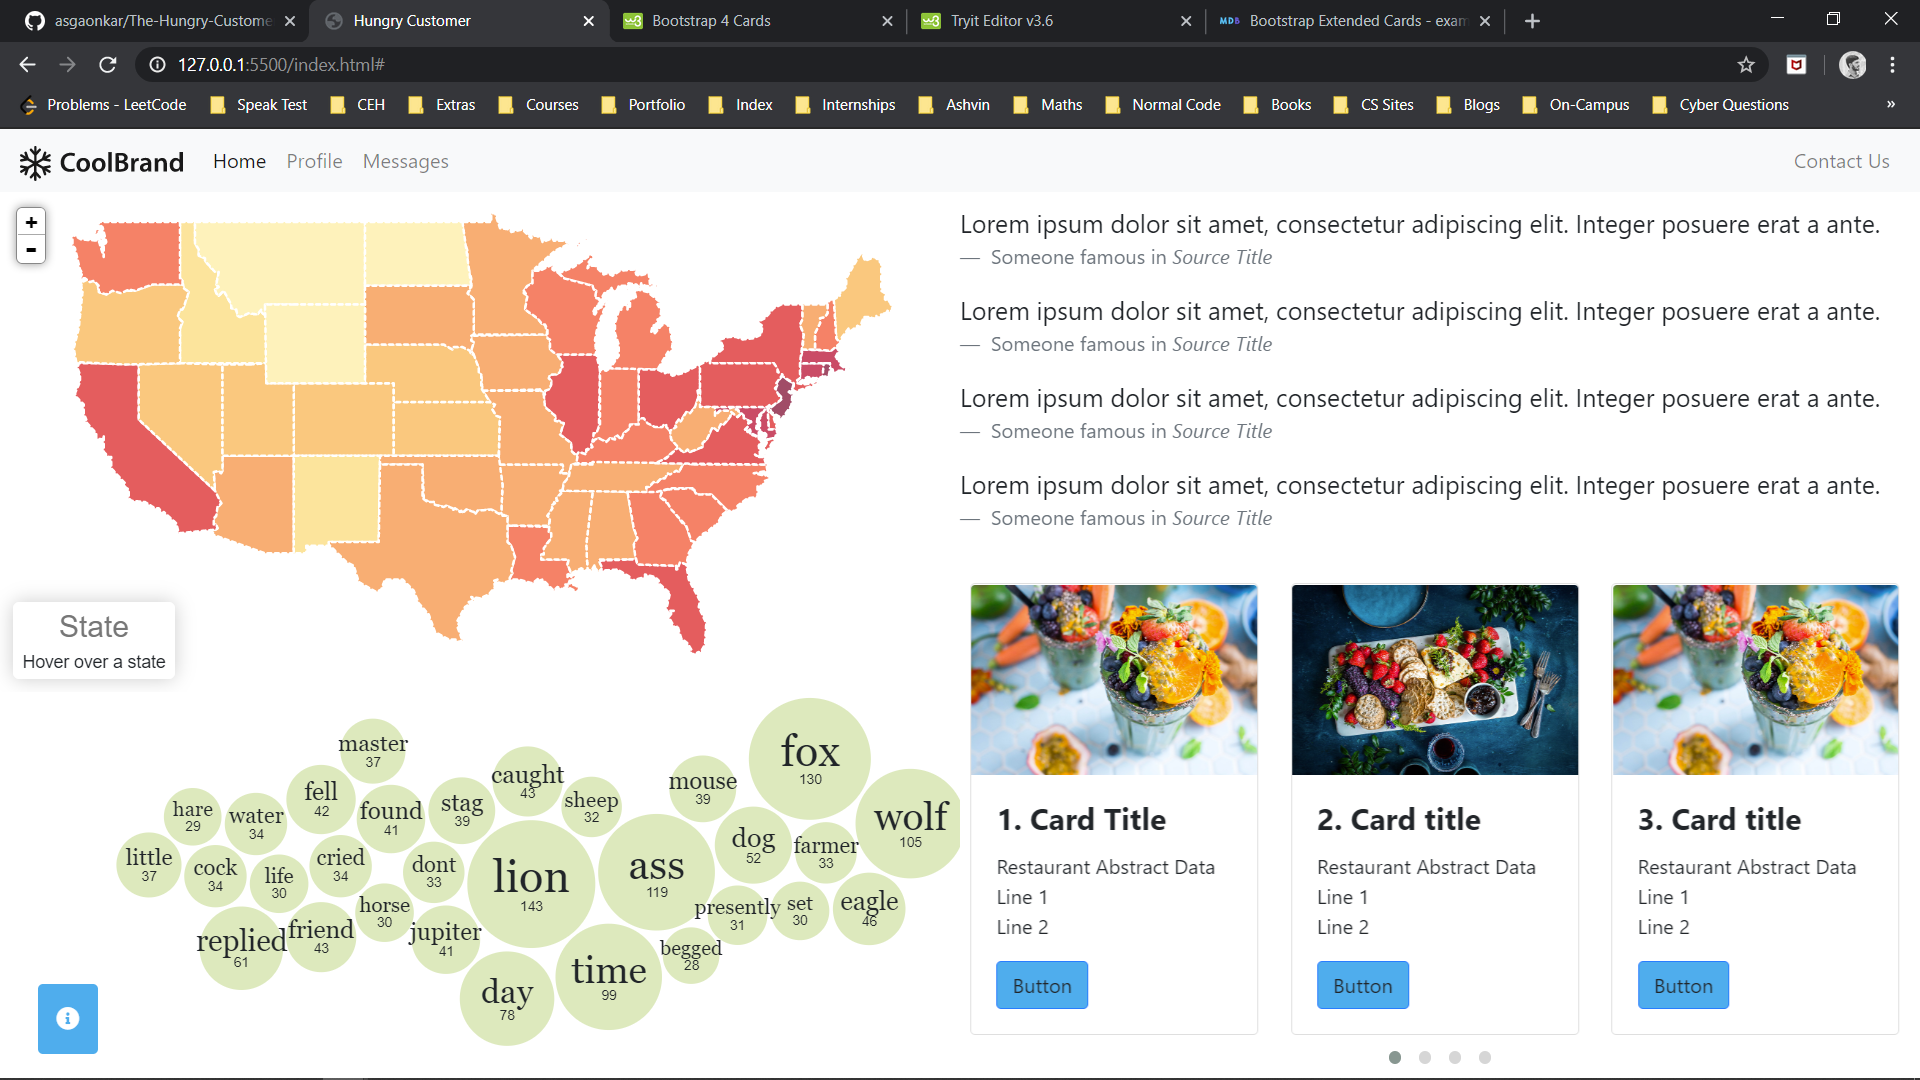 asgaonkar/The-Hungry-Custome
Hungry Customer
Bootstrap 4 Cards
Tryit Editor v3.6
MDB Bootstrap Extended Cards - exam
127.0.0.1:5500/index.html#
Problems - LeetCode
Speak Test
CEH
Extras
Courses
Portfolio
Index
Internships
Ashvin
Maths
Normal Code
Books
CS Sites
Blogs
On-Campus
Cyber Questions
»
CoolBrand
Home
Profile
Messages
Contact Us
+
-
State
Hover over a state
Lorem ipsum dolor sit amet, consectetur adipiscing elit. Integer posuere erat a ante.
— Someone famous in Source Title
Lorem ipsum dolor sit amet, consectetur adipiscing elit. Integer posuere erat a ante.
— Someone famous in Source Title
Lorem ipsum dolor sit amet, consectetur adipiscing elit. Integer posuere erat a ante.
— Someone famous in Source Title
Lorem ipsum dolor sit amet, consectetur adipiscing elit. Integer posuere erat a ante.
— Someone famous in Source Title
master
37
fox
130
caught
43
mouse
39
fell
42
hare
29
water
34
found
41
stag
39
sheep
32
wolf
105
little
37
cock
34
life
30
cried
34
dont
33
lion
143
ass
119
dog
52
farmer
33
horse
30
presently
31
set
30
eagle
46
replied
61
friend
43
jupiter
41
begged
28
day
78
time
99
1. Card Title
Restaurant Abstract Data
Line 1
Line 2
Button
2. Card title
Restaurant Abstract Data
Line 1
Line 2
Button
3. Card title
Restaurant Abstract Data
Line 1
Line 2
Button